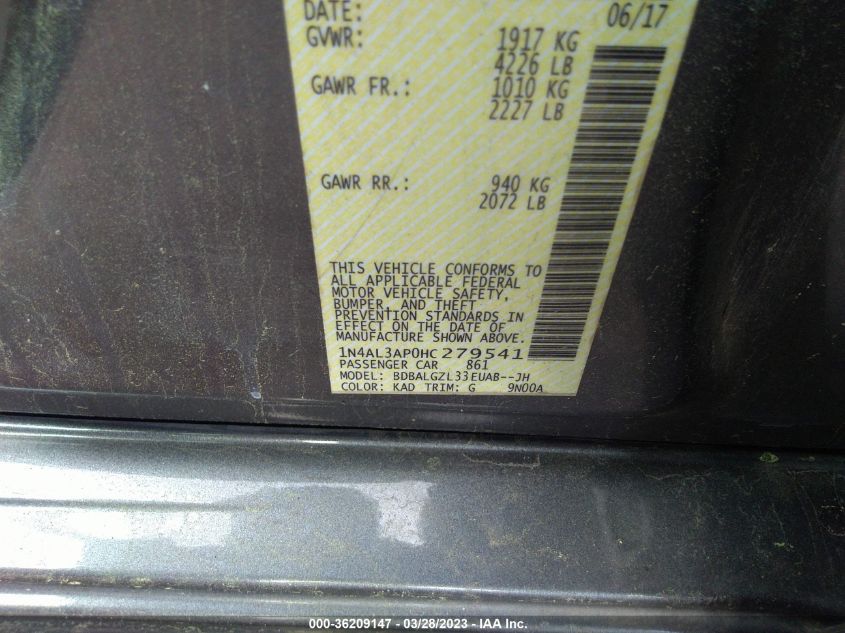 DATE: 06/17
GVWR: 1917 KG
4226 LB
GAWR FR.: 1010 KG
2227 LB
GAWR RR.: 940 KG
2072 LB
THIS VEHICLE CONFORMS TO
ALL APPLICABLE FEDERAL
MOTOR VEHICLE SAFETY,
BUMPER, AND THEFT
PREVENTION STANDARDS IN
EFFECT ON THE DATE OF
MANUFACTURE SHOWN ABOVE.
1N4AL3AP0HC279541
PASSENGER CAR 861
MODEL: BDBALGZL33EUAB--JH
COLOR: KAD TRIM: G 9N00A
000-36209147 - 03/28/2023 - IAA Inc.